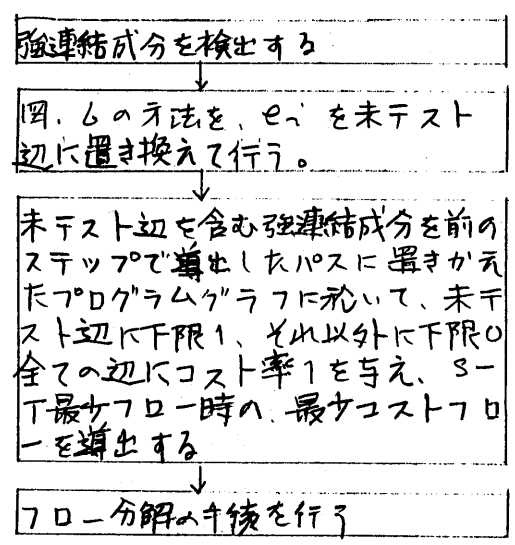 強連結成分を検出する
図.6の方法を、eiを未テスト
辺に置き換えて行う。
未テスト辺を含む強連結成分を前の
ステップで導出したパスに置きかえ
たプログラムグラフに於いて、未テ
スト辺に下限1、それ以外に下限0
全ての辺にコスト率1を与え、S-
T最少フロー時の、最少コストフロ
ーを導出する
フロー分解の手続を行う